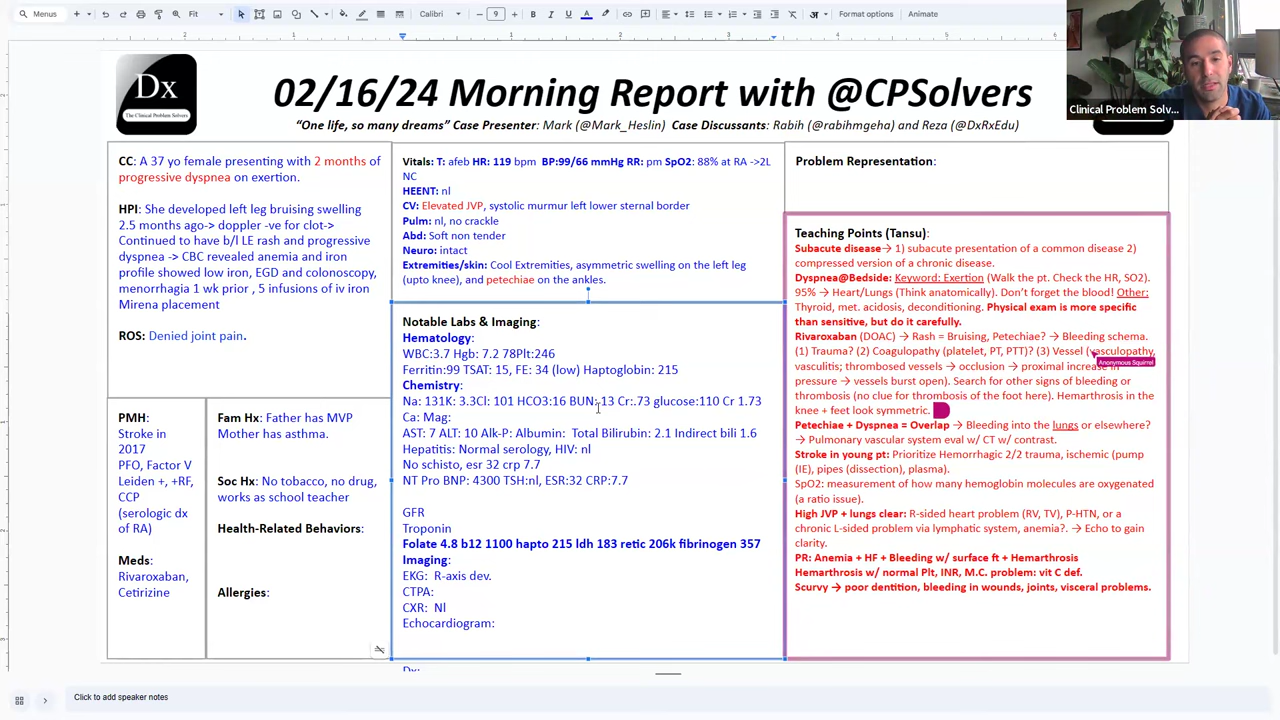 Menus
Fit
Calibri
9
Format options
Animate
Clinical Problem Solv...
Dx
The Clinical Problem Solvers
02/16/24 Morning Report with @CPSolvers
“One life, so many dreams” Case Presenter: Mark (@Mark_Heslin) Case Discussants: Rabih (@rabihmgeha) and Reza (@DxRxEdu)
CC: A 37 yo female presenting with 2 months of
progressive dyspnea on exertion.
HPI: She developed left leg bruising swelling
2.5 months ago-> doppler -ve for clot->
Continued to have b/l LE rash and progressive
dyspnea -> CBC revealed anemia and iron
profile showed low iron, EGD and colonoscopy,
menorrhagia 1 wk prior , 5 infusions of iv iron
Mirena placement
ROS: Denied joint pain.
PMH:
Stroke in
2017
PFO, Factor V
Leiden +, +RF,
CCP
(serologic dx
of RA)
Meds:
Rivaroxaban,
Cetirizine
Fam Hx: Father has MVP
Mother has asthma.
Soc Hx: No tobacco, no drug,
works as school teacher
Health-Related Behaviors:
Allergies:
Vitals: T: afeb HR: 119 bpm BP:99/66 mmHg RR: pm SpO2: 88% at RA ->2L
NC
HEENT: nl
CV: Elevated JVP, systolic murmur left lower sternal border
Pulm: nl, no crackle
Abd: Soft non tender
Neuro: intact
Extremities/skin: Cool Extremities, asymmetric swelling on the left leg
(upto knee), and petechiae on the ankles.
Notable Labs & Imaging:
Hematology:
WBC:3.7 Hgb: 7.2 78Plt:246
Ferritin:99 TSAT: 15, FE: 34 (low) Haptoglobin: 215
Chemistry:
Na: 131K: 3.3Cl: 101 HCO3:16 BUN: 13 Cr:.73 glucose:110 Cr 1.73
Ca: Mag:
AST: 7 ALT: 10 Alk-P: Albumin: Total Bilirubin: 2.1 Indirect bili 1.6
Hepatitis: Normal serology, HIV: nl
No schisto, esr 32 crp 7.7
NT Pro BNP: 4300 TSH:nl, ESR:32 CRP:7.7
GFR
Troponin
Folate 4.8 b12 1100 hapto 215 ldh 183 retic 206k fibrinogen 357
Imaging:
EKG: R-axis dev.
CTPA:
CXR: Nl
Echocardiogram:
Dx:
Problem Representation:
Teaching Points (Tansu):
Subacute disease→ 1) subacute presentation of a common disease 2)
compressed version of a chronic disease.
Dyspnea@Bedside: Keyword: Exertion (Walk the pt. Check the HR, SO2).
95% → Heart/Lungs (Think anatomically). Don’t forget the blood! Other:
Thyroid, met. acidosis, deconditioning. Physical exam is more specific
than sensitive, but do it carefully.
Rivaroxaban (DOAC) → Rash = Bruising, Petechiae? → Bleeding schema.
(1) Trauma? (2) Coagulopathy (platelet, PT, PTT)? (3) Vessel (vasculopathy,
Anonymous Squirrel
vasculitis; thrombosed vessels → occlusion → proximal increase in
pressure → vessels burst open). Search for other signs of bleeding or
thrombosis (no clue for thrombosis of the foot here). Hemarthrosis in the
knee + feet look symmetric.
Petechiae + Dyspnea = Overlap → Bleeding into the lungs or elsewhere?
→ Pulmonary vascular system eval w/ CT w/ contrast.
Stroke in young pt: Prioritize Hemorrhagic 2/2 trauma, ischemic (pump
(IE), pipes (dissection), plasma).
SpO2: measurement of how many hemoglobin molecules are oxygenated
(a ratio issue).
High JVP + lungs clear: R-sided heart problem (RV, TV), P-HTN, or a
chronic L-sided problem via lymphatic system, anemia?. → Echo to gain
clarity.
PR: Anemia + HF + Bleeding w/ surface ft + Hemarthrosis
Hemarthrosis w/ normal Plt, INR, M.C. problem: vit C def.
Scurvy → poor dentition, bleeding in wounds, joints, visceral problems.
Click to add speaker notes